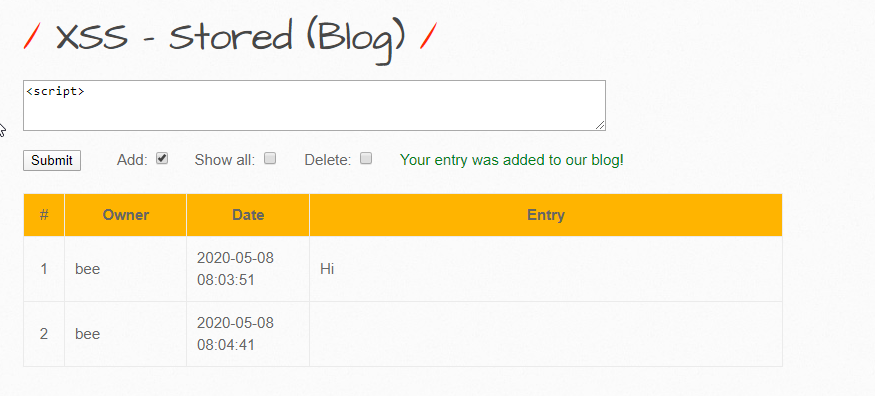 / XSS - Stored (Blog) /
<script>
Submit Add: Show all: Delete: Your entry was added to our blog!
# Owner Date Entry
1 bee 2020-05-08 08:03:51 Hi
2 bee 2020-05-08 08:04:41